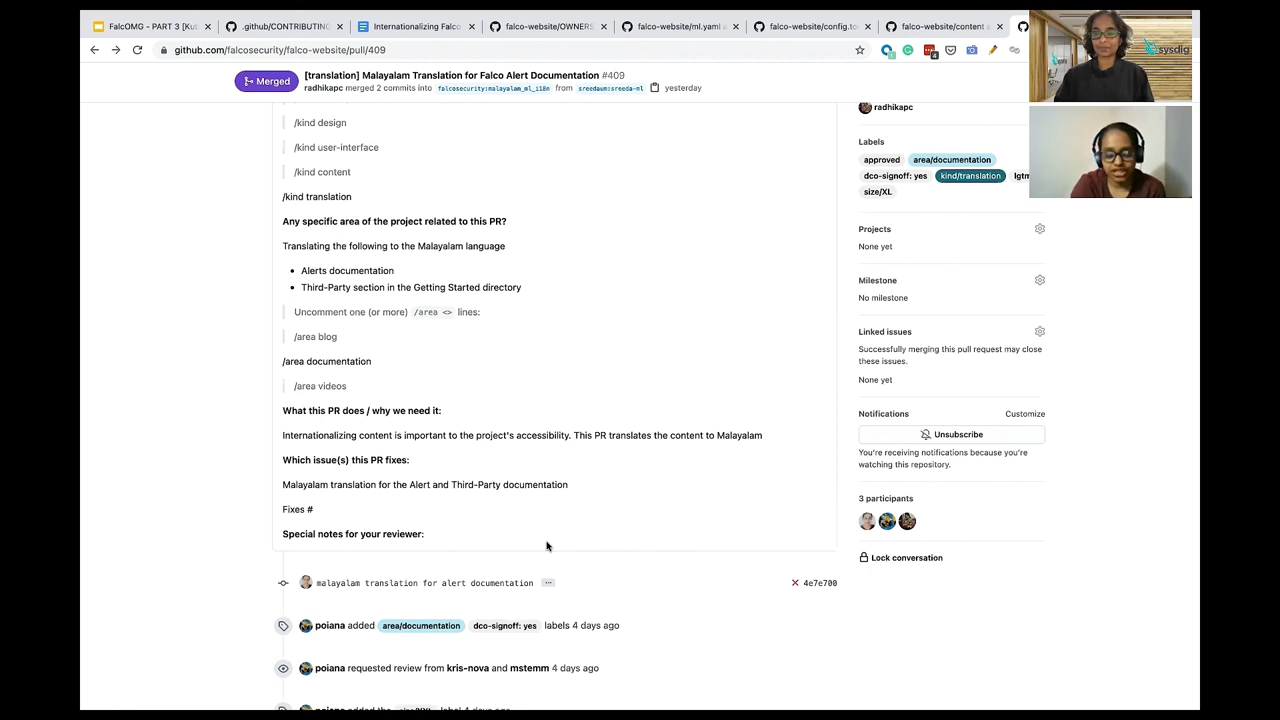 FalcOMG – PART 3 [Ku
.github/CONTRIBUTIN
Internationalizing Falco
falco-website/OWNERS
falco-website/ml.yaml a
falco-website/config.to
falco-website/content a
github.com/falcosecurity/falco-website/pull/409
sysdig
Merged
[translation] Malayalam Translation for Falco Alert Documentation #409
radhikapc merged 2 commits into falcosecurity:malayalam_ml_i18n from sreedaum:sreeda-ml yesterday
/kind design
/kind user-interface
/kind content
/kind translation
Any specific area of the project related to this PR?
Translating the following to the Malayalam language
Alerts documentation
Third-Party section in the Getting Started directory
Uncomment one (or more) /area <> lines:
/area blog
/area documentation
/area videos
What this PR does / why we need it:
Internationalizing content is important to the project's accessibility. This PR translates the content to Malayalam
Which issue(s) this PR fixes:
Malayalam translation for the Alert and Third-Party documentation
Fixes #
Special notes for your reviewer:
malayalam translation for alert documentation ... 4e7e700
poiana added area/documentation dco-signoff: yes labels 4 days ago
poiana requested review from kris-nova and mstemm 4 days ago
poiana added the size/XXL label 4 days ago
radhikapc
Labels
approved area/documentation
dco-signoff: yes kind/translation lgtm
size/XL
Projects
None yet
Milestone
No milestone
Linked issues
Successfully merging this pull request may close
these issues.
None yet
Notifications Customize
Unsubscribe
You're receiving notifications because you're
watching this repository.
3 participants
Lock conversation